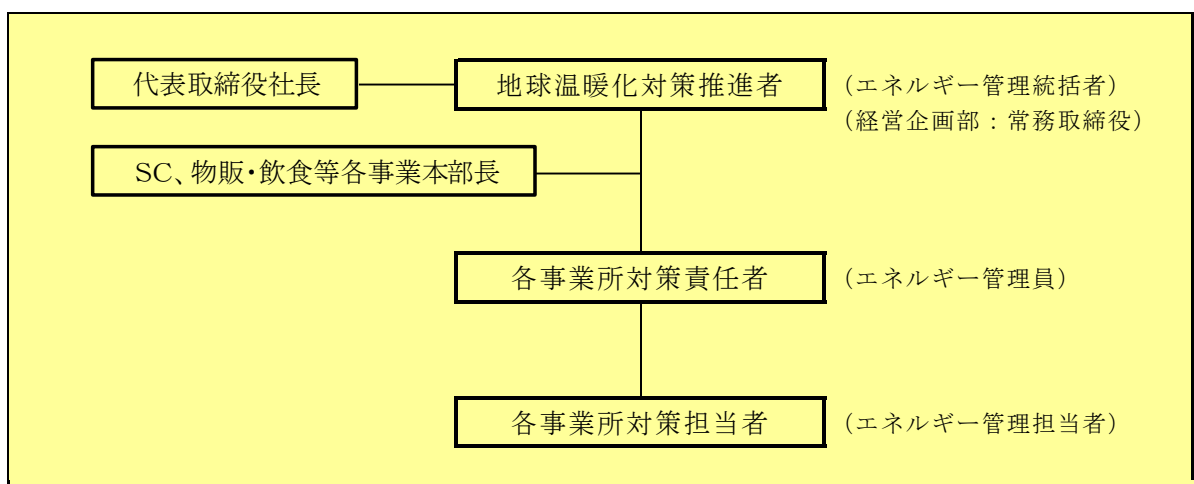 代表取締役社長
地球温暖化対策推進者
（エネルギー管理統括者）
（経営企画部：常務取締役）
SC、物販・飲食等各事業本部長
各事業所対策責任者
（エネルギー管理員）
各事業所対策担当者
（エネルギー管理担当者）